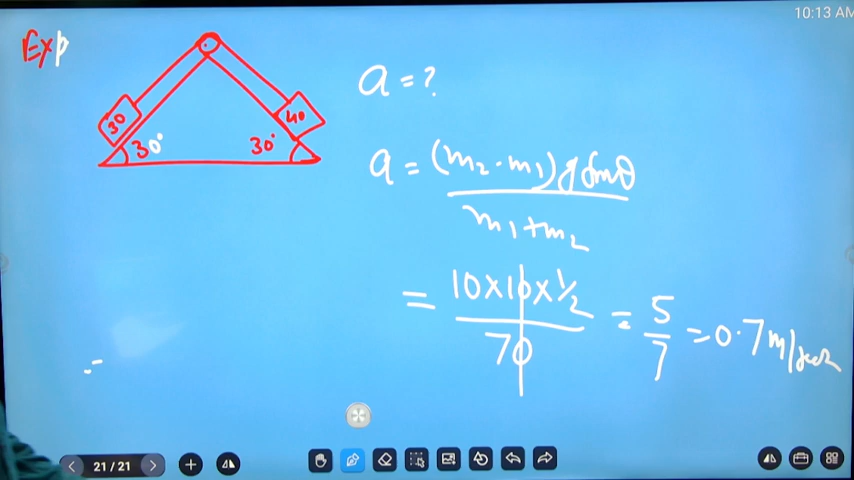 10:13 AM
Exp
30
40
30°
30°
a = ?
a = (m₂ - m₁) g sinθ
m₁ + m₂
= 10 × 10 × ½
70
= 5
7
= 0.7 m/sec²
21 / 21